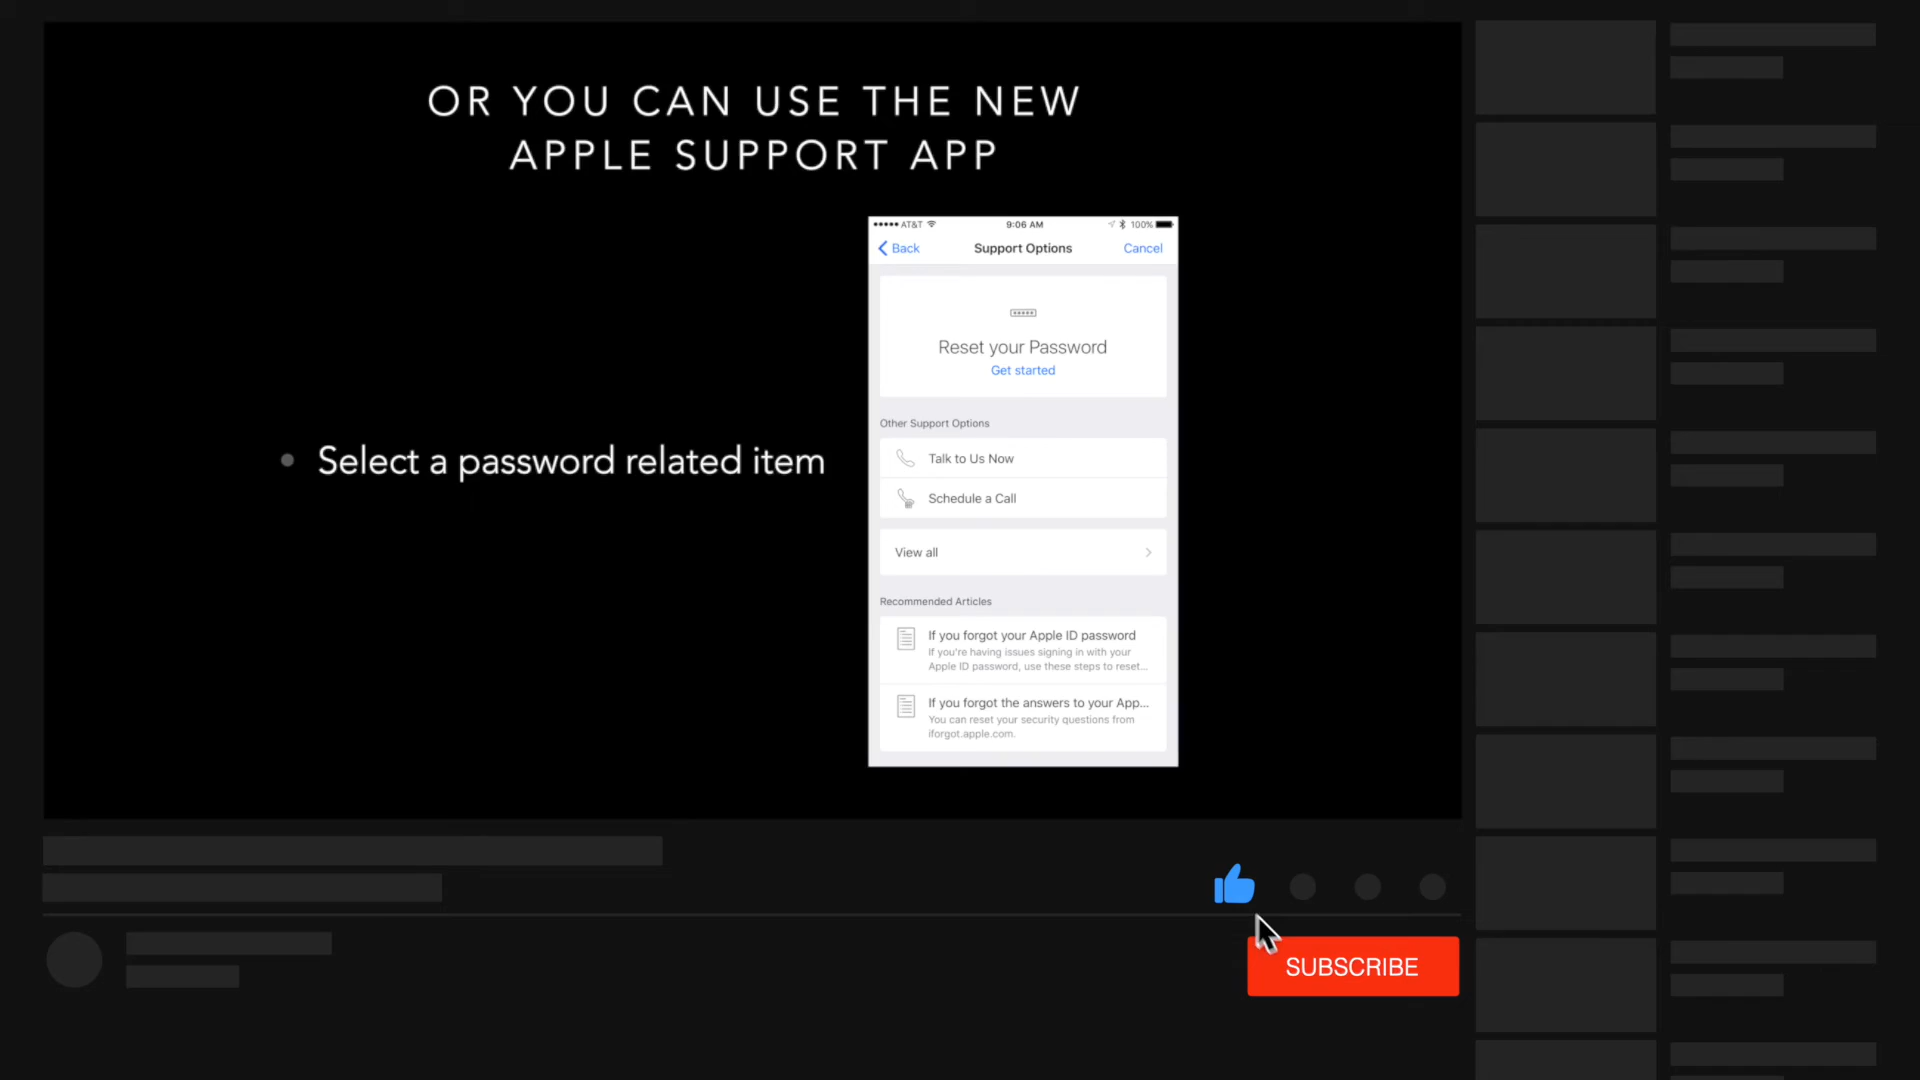 OR YOU CAN USE THE NEW
APPLE SUPPORT APP
Select a password related item
AT&T 9:06 AM 100%
Back Support Options Cancel
Reset your Password
Get started
Other Support Options
Talk to Us Now
Schedule a Call
View all
Recommended Articles
If you forgot your Apple ID password
If you're having issues signing in with your
Apple ID password, use these steps to reset...
If you forgot the answers to your App...
You can reset your security questions from
iforgot.apple.com.
SUBSCRIBE